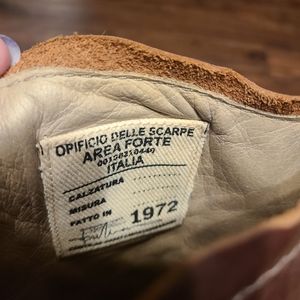 OPIFICIO DELLE SCARPE
AREA FORTE
ITALIA
CALZATURA
MISURA
FATTO IN 1972